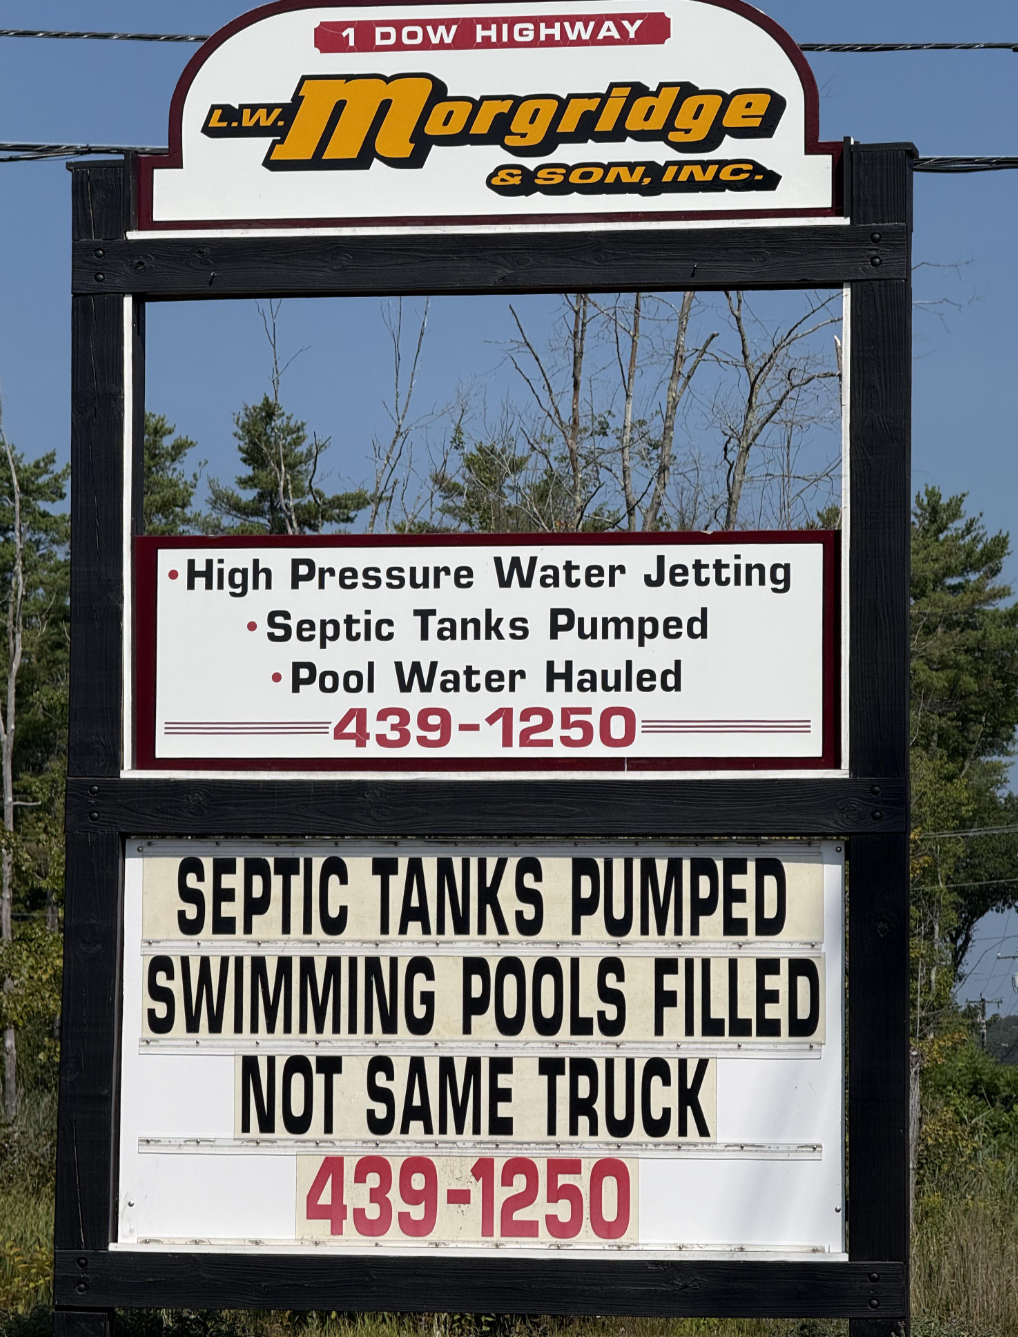 1 DOW HIGHWAY
L.W. Morgridge
& SON, INC.
•High Pressure Water Jetting
•Septic Tanks Pumped
•Pool Water Hauled
439-1250
SEPTIC TANKS PUMPED
SWIMMING POOLS FILLED
NOT SAME TRUCK
439-1250